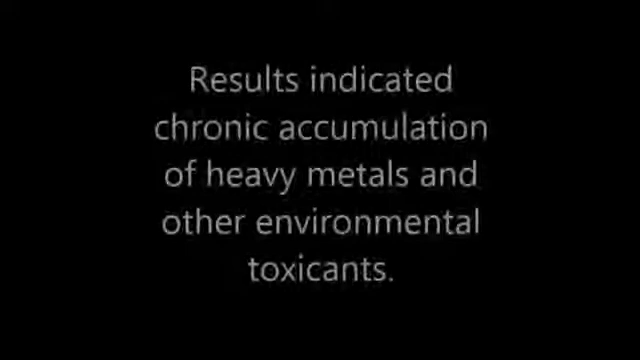 Results indicated
chronic accumulation
of heavy metals and
other environmental
toxicants.